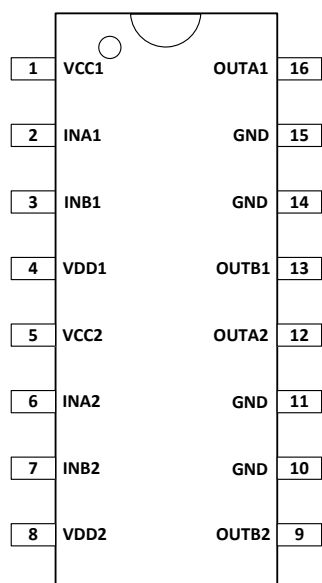 1 VCC1 OUTA1 16
2 INA1 GND 15
3 INB1 GND 14
4 VDD1 OUTB1 13
5 VCC2 OUTA2 12
6 INA2 GND 11
7 INB2 GND 10
8 VDD2 OUTB2 9